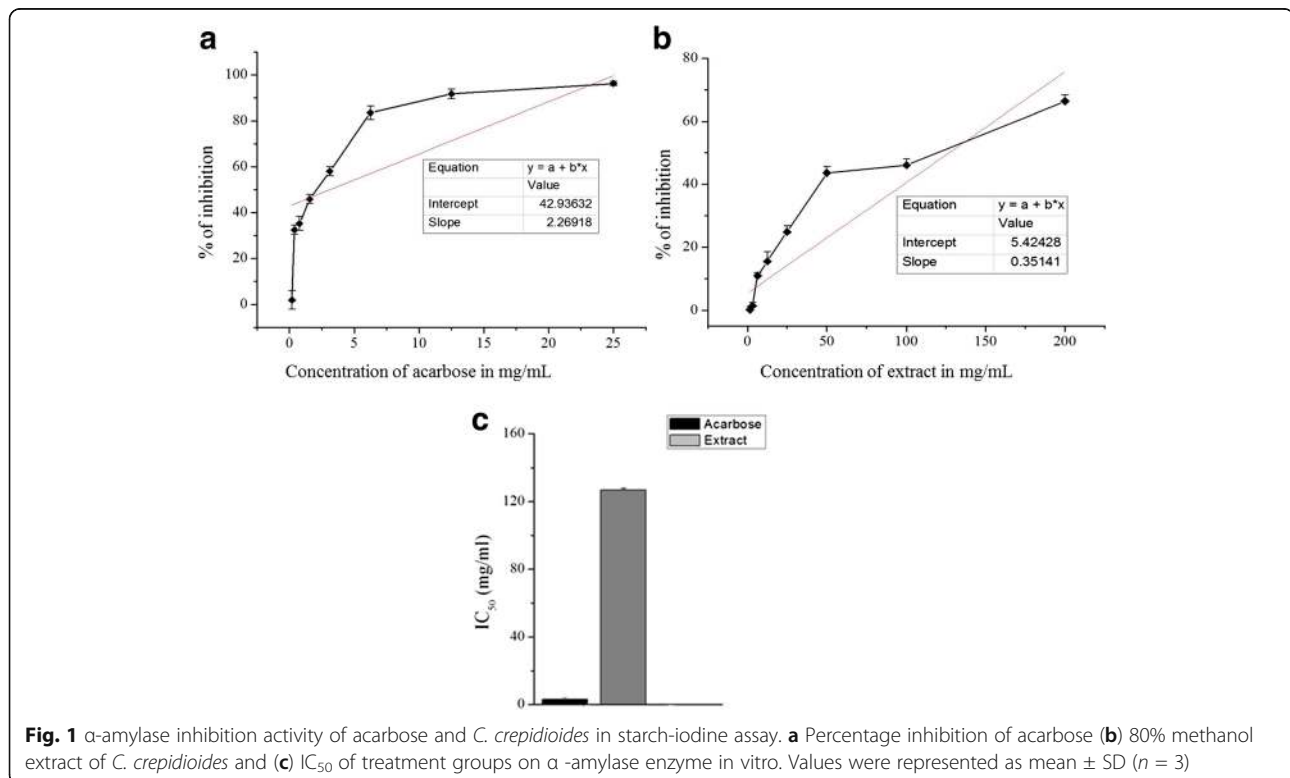 a
% of inhibition
100
80
60
40
20
0
Equation y = a + b*x
Value
Intercept 42.93632
Slope 2.26918
0 5 10 15 20 25
Concentration of acarbose in mg/mL
b
% of inhibition
80
60
40
20
0
Equation y = a + b*x
Value
Intercept 5.42428
Slope 0.35141
0 50 100 150 200
Concentration of extract in mg/mL
c
Acarbose
Extract
IC50 (mg/ml)
160
120
80
40
0
Fig. 1 α-amylase inhibition activity of acarbose and C. crepidioides in starch-iodine assay. a Percentage inhibition of acarbose (b) 80% methanol
extract of C. crepidioides and (c) IC50 of treatment groups on α -amylase enzyme in vitro. Values were represented as mean ± SD (n = 3)